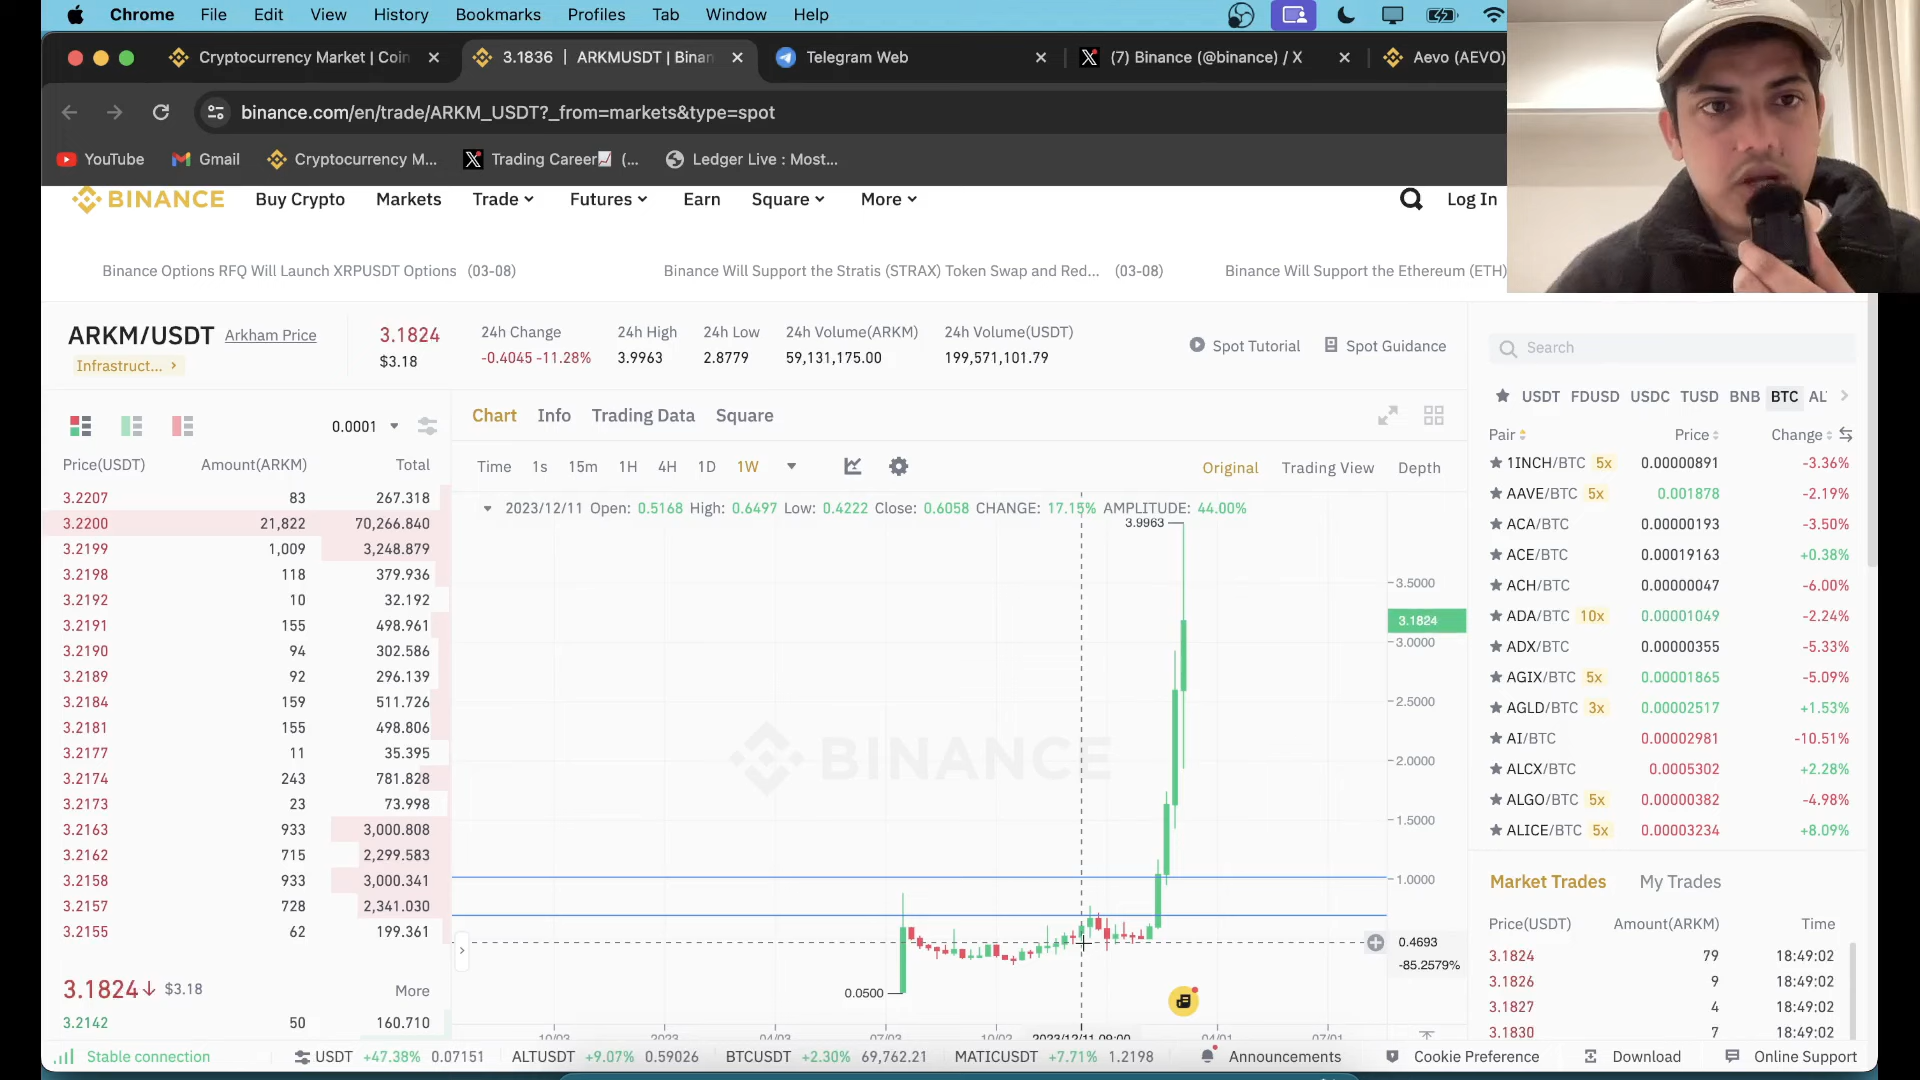 Chrome File Edit View History Bookmarks Profiles Tab Window Help
Cryptocurrency Market | Coin 3.1836 | ARKMUSDT | Binan Telegram Web (7) Binance (@binance) / X Aevo (AEVO)
binance.com/en/trade/ARKM_USDT?_from=markets&type=spot
YouTube Gmail Cryptocurrency M... Trading Career (... Ledger Live : Most...
BINANCE Buy Crypto Markets Trade Futures Earn Square More Log In
Binance Options RFQ Will Launch XRPUSDT Options (03-08) Binance Will Support the Stratis (STRAX) Token Swap and Red... (03-08) Binance Will Support the Ethereum (ETH)
ARKM/USDT Arkham Price
Infrastruct...
3.1824
$3.18
24h Change
-0.4045 -11.28%
24h High
3.9963
24h Low
2.8779
24h Volume(ARKM)
59,131,175.00
24h Volume(USDT)
199,571,101.79
Spot Tutorial Spot Guidance
0.0001
Price(USDT) Amount(ARKM) Total
3.2207 83 267.318
3.2200 21,822 70,266.840
3.2199 1,009 3,248.879
3.2198 118 379.936
3.2192 10 32.192
3.2191 155 498.961
3.2190 94 302.586
3.2189 92 296.139
3.2184 159 511.726
3.2181 155 498.806
3.2177 11 35.395
3.2174 243 781.828
3.2173 23 73.998
3.2163 933 3,000.808
3.2162 715 2,299.583
3.2158 933 3,000.341
3.2157 728 2,341.030
3.2155 62 199.361
3.1824 $3.18 More
3.2142 50 160.710
Chart Info Trading Data Square
Time 1s 15m 1H 4H 1D 1W Original Trading View Depth
2023/12/11 Open: 0.5168 High: 0.6497 Low: 0.4222 Close: 0.6058 CHANGE: 17.15% AMPLITUDE: 44.00%
3.9963
3.5000
3.1824
3.0000
2.5000
2.0000
BINANCE
1.5000
1.0000
0.4693
-85.2579%
0.0500
10/03 2023 04/03 07/03 10/02 2023/12/11 09:00 04/01 07/01
Search
USDT FDUSD USDC TUSD BNB BTC AL
Pair Price Change
1INCH/BTC 5x 0.00000891 -3.36%
AAVE/BTC 5x 0.001878 -2.19%
ACA/BTC 0.00000193 -3.50%
ACE/BTC 0.00019163 +0.38%
ACH/BTC 0.00000047 -6.00%
ADA/BTC 10x 0.00001049 -2.24%
ADX/BTC 0.00000355 -5.33%
AGIX/BTC 5x 0.00001865 -5.09%
AGLD/BTC 3x 0.00002517 +1.53%
AI/BTC 0.00002981 -10.51%
ALCX/BTC 0.0005302 +2.28%
ALGO/BTC 5x 0.00000382 -4.98%
ALICE/BTC 5x 0.00003234 +8.09%
Market Trades My Trades
Price(USDT) Amount(ARKM) Time
3.1824 79 18:49:02
3.1826 9 18:49:02
3.1827 4 18:49:02
3.1830 7 18:49:02
Stable connection USDT +47.38% 0.07151 ALTUSDT +9.07% 0.59026 BTCUSDT +2.30% 69,762.21 MATICUSDT +7.71% 1.2198 Announcements Cookie Preference Download Online Support